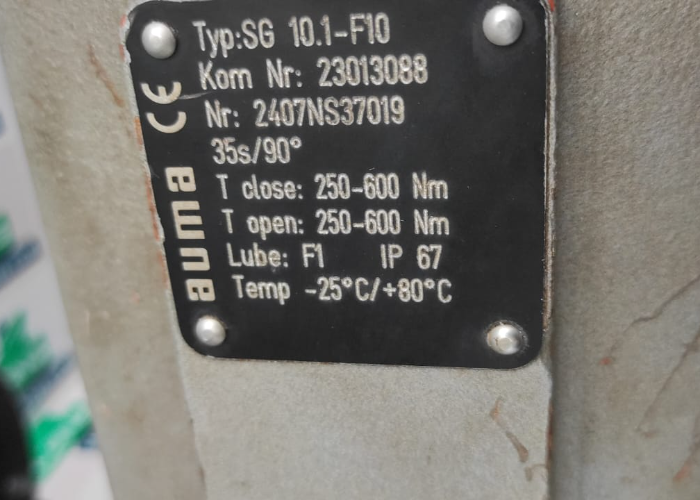 Typ:SG 10.1-F10
Kom Nr: 23013088
Nr: 2407NS37019
35s/90°
T close: 250-600 Nm
T open: 250-600 Nm
Lube: F1 IP 67
Temp -25°C/+80°C
CE
auma